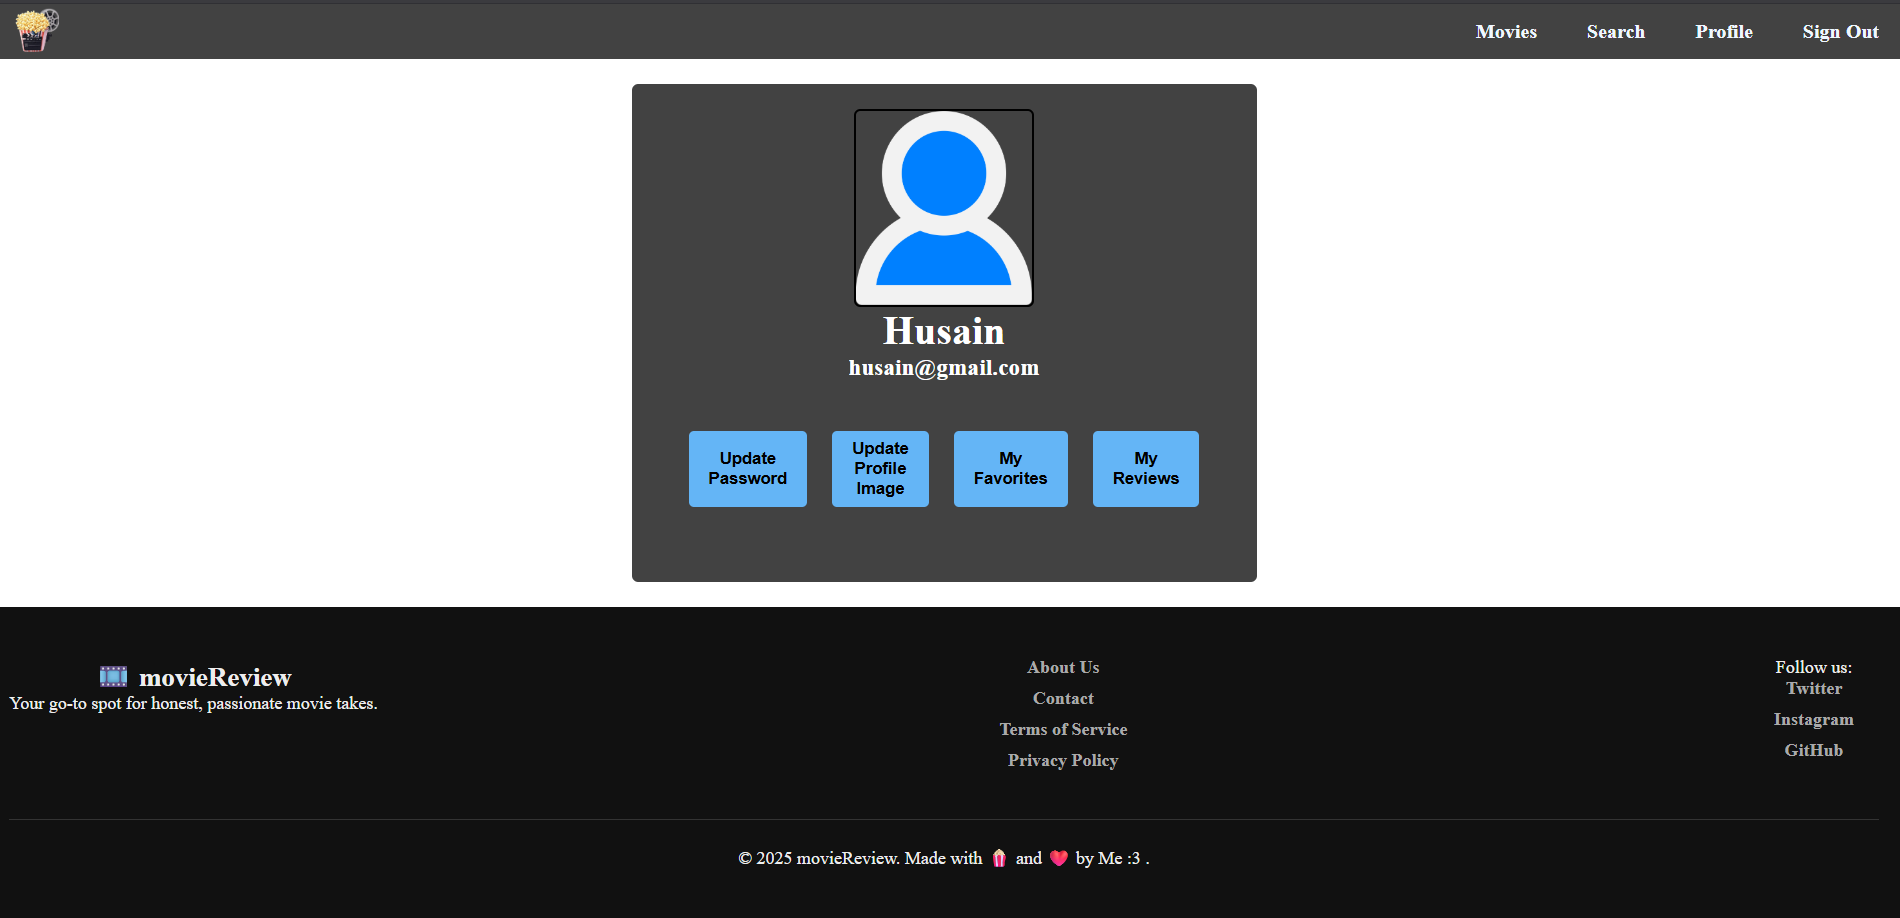 Movies Search Profile Sign Out
Husain
husain@gmail.com
Update
Password
Update
Profile
Image
My
Favorites
My
Reviews
🎞️ movieReview
Your go-to spot for honest, passionate movie takes.
About Us
Contact
Terms of Service
Privacy Policy
Follow us:
Twitter
Instagram
GitHub
© 2025 movieReview. Made with 🍿 and ❤️ by Me :3 .